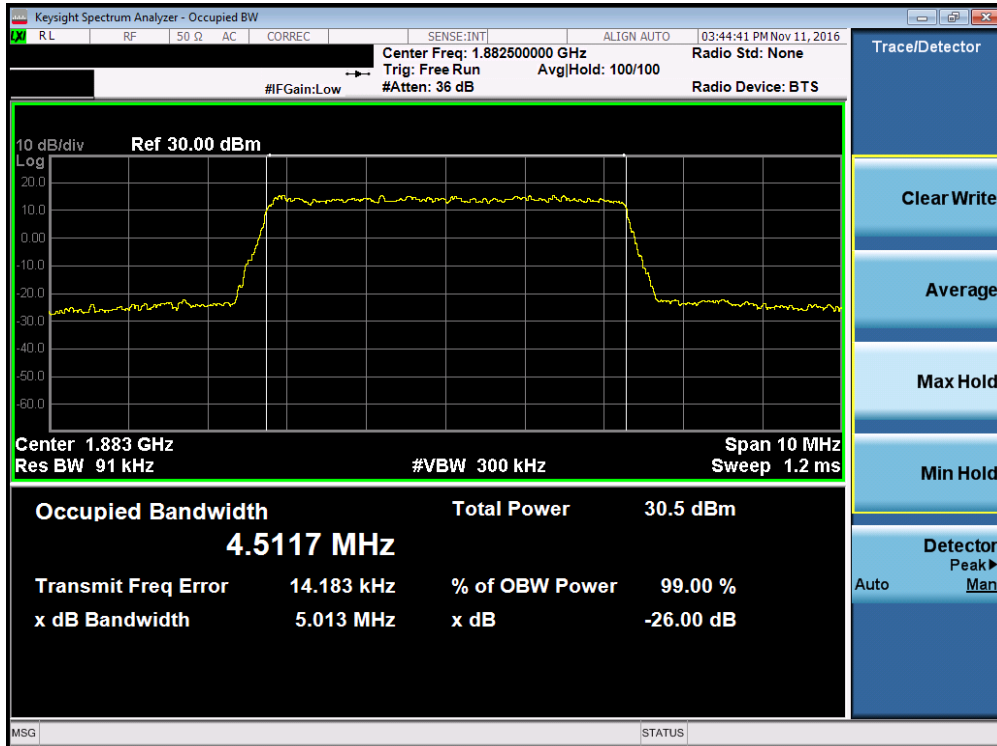 Keysight Spectrum Analyzer - Occupied BW
LXI RL RF 50 Ω AC CORREC SENSE:INT ALIGN AUTO 03:44:41 PM Nov 11, 2016
Center Freq: 1.882500000 GHz Radio Std: None
Trig: Free Run Avg|Hold: 100/100
#IFGain:Low #Atten: 36 dB Radio Device: BTS
10 dB/div Ref 30.00 dBm
Log
20.0
10.0
0.00
-10.0
-20.0
-30.0
-40.0
-50.0
-60.0
Center 1.883 GHz Span 10 MHz
Res BW 91 kHz #VBW 300 kHz Sweep 1.2 ms
Occupied Bandwidth Total Power 30.5 dBm
4.5117 MHz
Transmit Freq Error 14.183 kHz % of OBW Power 99.00 %
x dB Bandwidth 5.013 MHz x dB -26.00 dB
MSG STATUS
Trace/Detector
Clear Write
Average
Max Hold
Min Hold
Detector
Peak▶
Auto Man